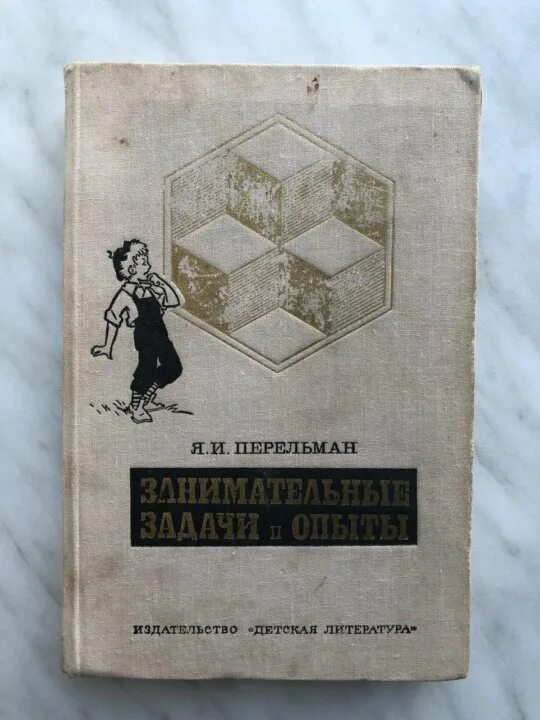 Я.И. ПЕРЕЛЬМАН
ЗАНИМАТЕЛЬНЫЕ
ЗАДАЧИ и ОПЫТЫ
ИЗДАТЕЛЬСТВО «ДЕТСКАЯ ЛИТЕРАТУРА»